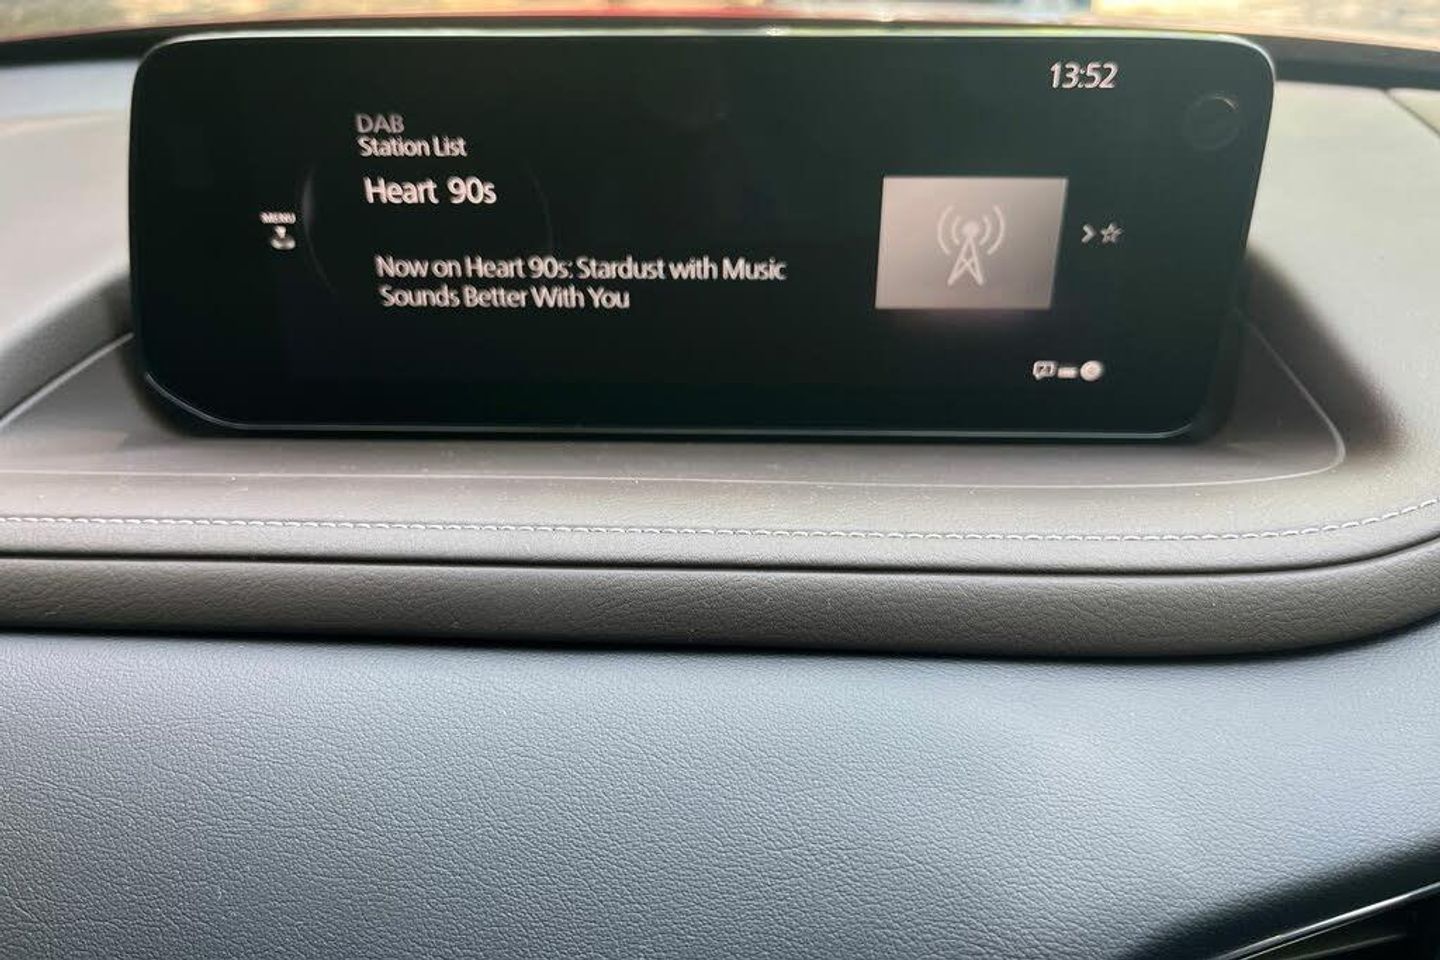 13:52
DAB
Station List
Heart 90s
MENU
Now on Heart 90s: Stardust with Music
Sounds Better With You